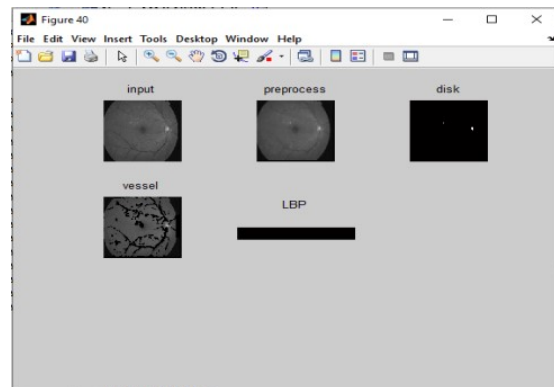 Figure 40
File Edit View Insert Tools Desktop Window Help
input preprocess disk
vessel LBP